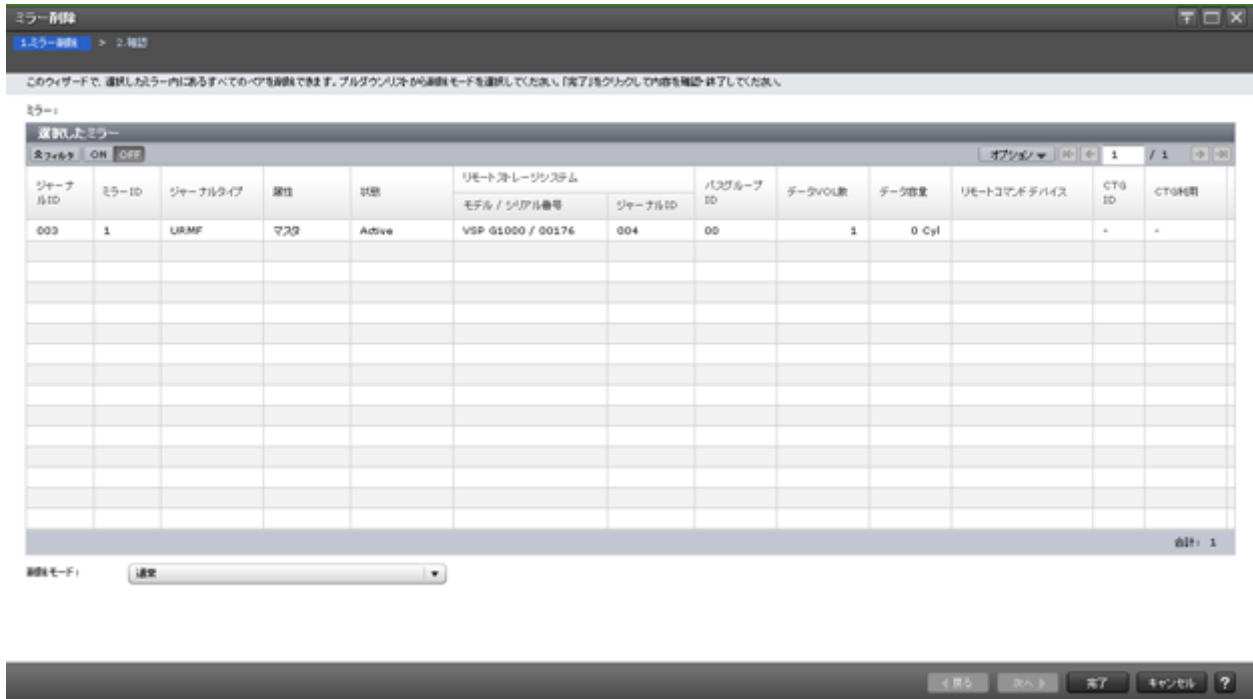 ミラー削除
1.ミラー削除 > 2.確認
このウィザードで、選択したミラー内にあるすべてのペアを削除できます。プルダウンリストから削除モードを選択してください。「完了」をクリックして内容を確認・終了してください。
ミラー:
選択したミラー
オプション 1 / 1
全フィルタ ON OFF
ジャーナルID ミラーID ジャーナルタイプ 属性 状態 リモートストレージシステム モデル / シリアル番号 ジャーナルID パスグループID データVOL数 データ容量 リモートコマンドデバイス CTG ID CTG利用
003 1 URMF マスタ Active VSP G1000 / 00176 004 00 1 0 Cyl - -
合計: 1
削除モード: 通常
戻る 次へ 完了 キャンセル ?